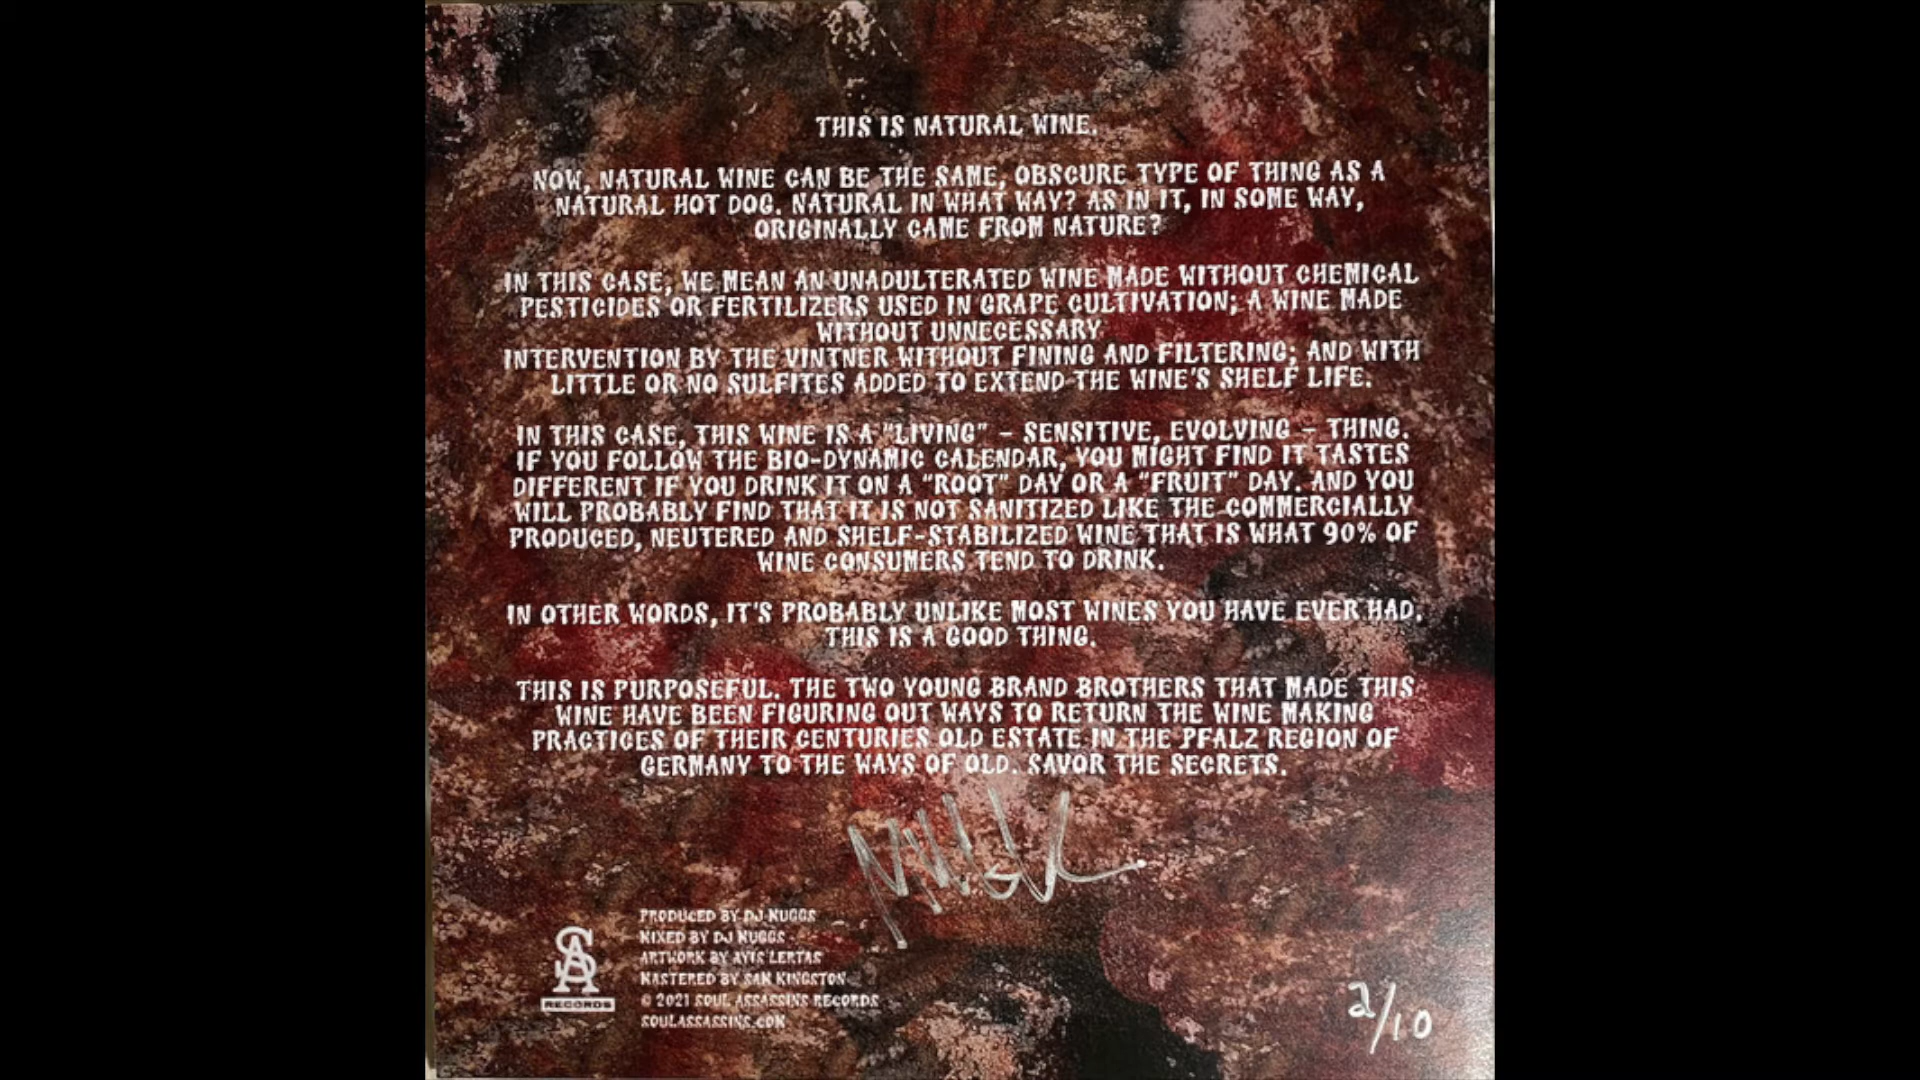 THIS IS NATURAL WINE.
NOW, NATURAL WINE CAN BE THE SAME, OBSCURE TYPE OF THING AS A
NATURAL HOT DOG. NATURAL IN WHAT WAY? AS IN IT, IN SOME WAY,
ORIGINALLY CAME FROM NATURE?
IN THIS CASE, WE MEAN AN UNADULTERATED WINE MADE WITHOUT CHEMICAL
PESTICIDES OR FERTILIZERS USED IN GRAPE CULTIVATION; A WINE MADE
WITHOUT UNNECESSARY
INTERVENTION BY THE VINTNER WITHOUT FINING AND FILTERING; AND WITH
LITTLE OR NO SULFITES ADDED TO EXTEND THE WINE'S SHELF LIFE.
IN THIS CASE, THIS WINE IS A "LIVING" – SENSITIVE, EVOLVING – THING.
IF YOU FOLLOW THE BIO-DYNAMIC CALENDAR, YOU MIGHT FIND IT TASTES
DIFFERENT IF YOU DRINK IT ON A "ROOT" DAY OR A "FRUIT" DAY. AND YOU
WILL PROBABLY FIND THAT IT IS NOT SANITIZED LIKE THE COMMERCIALLY
PRODUCED, NEUTERED AND SHELF-STABILIZED WINE THAT IS WHAT 90% OF
WINE CONSUMERS TEND TO DRINK.
IN OTHER WORDS, IT'S PROBABLY UNLIKE MOST WINES YOU HAVE EVER HAD.
THIS IS A GOOD THING.
THIS IS PURPOSEFUL. THE TWO YOUNG BRAND BROTHERS THAT MADE THIS
WINE HAVE BEEN FIGURING OUT WAYS TO RETURN THE WINE MAKING
PRACTICES OF THEIR CENTURIES OLD ESTATE IN THE PFALZ REGION OF
GERMANY TO THE WAYS OF OLD. SAVOR THE SECRETS.
PRODUCED BY DJ MUGGS
MIXED BY DJ MUGGS
ARTWORK BY AVIS LERTAS
MASTERED BY SAM KINGSTON
© 2021 SOUL ASSASSINS RECORDS
SOULASSASSINS.COM
SA
RECORDS
2/10